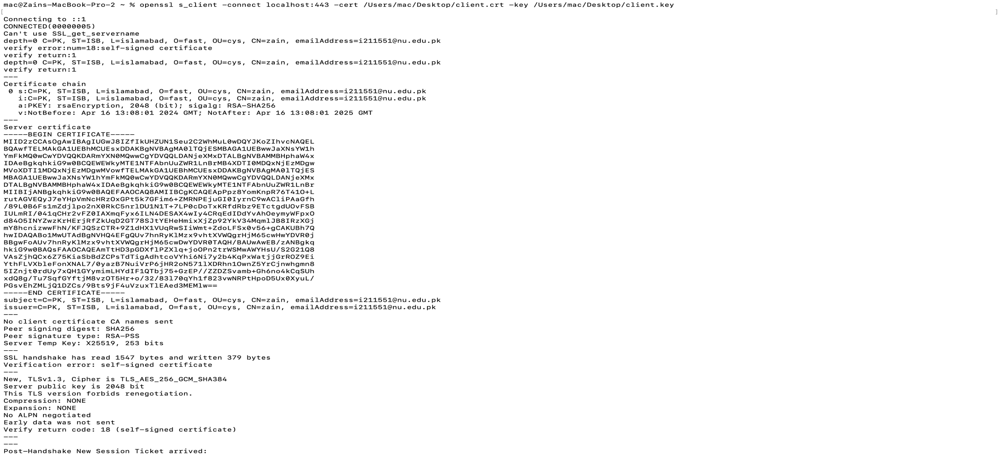 mac@Zains-MacBook-Pro-2 ~ % openssl s_client -connect localhost:443 -cert /Users/mac/Desktop/client.crt -key /Users/mac/Desktop/client.key
[ ]
Connecting to ::1
CONNECTED(00000005)
Can't use SSL_get_servername
depth=0 C=PK, ST=ISB, L=islamabad, O=fast, OU=cys, CN=zain, emailAddress=i211551@nu.edu.pk
verify error:num=18:self-signed certificate
verify return:1
depth=0 C=PK, ST=ISB, L=islamabad, O=fast, OU=cys, CN=zain, emailAddress=i211551@nu.edu.pk
verify return:1
---
Certificate chain
 0 s:C=PK, ST=ISB, L=islamabad, O=fast, OU=cys, CN=zain, emailAddress=i211551@nu.edu.pk
   i:C=PK, ST=ISB, L=islamabad, O=fast, OU=cys, CN=zain, emailAddress=i211551@nu.edu.pk
   a:PKEY: rsaEncryption, 2048 (bit); sigalg: RSA-SHA256
   v:NotBefore: Apr 16 13:08:01 2024 GMT; NotAfter: Apr 16 13:08:01 2025 GMT
---
Server certificate
-----BEGIN CERTIFICATE-----
MIID2zCCAsOgAwIBAgIUGwJ8IZfIkUHZUN1Seu2C2WhMuL0wDQYJKoZIhvcNAQEL
BQAwfTELMAkGA1UEBhMCUEsxDDAKBgNVBAgMA0lTQjESMBAGA1UEBwwJaXNsYW1h
YmFkMQ0wCwYDVQQKDARmYXN0MQwwCgYDVQQLDANjeXMxDTALBgNVBAMMBHphaW4x
IDAeBgkqhkiG9w0BCQEWEWkyMTE1NTFAbnUuZWR1LnBrMB4XDTI0MDQxNjEzMDgw
MVoXDTI1MDQxNjEzMDgwMVowfTELMAkGA1UEBhMCUEsxDDAKBgNVBAgMA0lTQjES
MBAGA1UEBwwJaXNsYW1hYmFkMQ0wCwYDVQQKDARmYXN0MQwwCgYDVQQLDANjeXMx
DTALBgNVBAMMBHphaW4xIDAeBgkqhkiG9w0BCQEWEWkyMTE1NTFAbnUuZWR1LnBr
MIIBIjANBgkqhkiG9w0BAQEFAAOCAQ8AMIIBCgKCAQEApPpz8YomKnpR76T41O+L
rutAGVEQyJ7eYHpVmNcHRzOxGPt5k7GFim6+ZMRNPEjuGI0IyrnC9wACliPAaGfh
/89L0B6Fs1mZdjlpo2nX0RkC5nrlDU1N1T+7LP0cDoTxKRfdRbz9ETctgdUOvFSB
IULmRI/041qCHr2vFZ0IAXmqFyx6ILN4DESAX4wIy4CRqEdIDdYvAhOeymyWFpxO
d84O5INYZwzKrHErjRfZkUqD2GT78SJtYEHeHmixXjZp92YkV34MqmlJB8IRzXGj
mY8hcnizwwFhN/KFJQSzCTR+9Z1dHX1VUqRwSIiWmt+ZdoLFSx0v56+gCAKUBh7Q
hwIDAQABo1MwUTAdBgNVHQ4EFgQUv7hnRyKlMzx9vhtXVWQgrHjM65cwHwYDVR0j
BBgwFoAUv7hnRyKlMzx9vhtXVWQgrHjM65cwDwYDVR0TAQH/BAUwAwEB/zANBgkq
hkiG9w0BAQsFAAOCAQEAmTtHD3pGDXflPZXlq+joOPn2trWSMwAWYHsU/S2G21Q8
VAsZjhQCx6Z75KiaSbBdZCPsTdTigAdhtcoVYhi6Ni7y2b4KqPxWatjjGrROZ9Ei
YthFLVXbleFonXNAL7/0yazB7NuiVrP6jHR2oN571lXDRhn1OwnZ5YrCjnwhgmn8
5IZnjt0rdUy7xQH1GYymimLHYdIF1QTbj75+GzEP//ZZDZSvamb+Gh6no4kCqSUh
xdQ8g/Tu7SqfGYftjM8vzOT5Hr+o/32/83l70qYh1f823vwNRPtHpoD5Ux0XyuL/
PGsvEhZMLjQ1DZCs/9Bts9jF4uVzuxTlEAed3MEMlw==
-----END CERTIFICATE-----
subject=C=PK, ST=ISB, L=islamabad, O=fast, OU=cys, CN=zain, emailAddress=i211551@nu.edu.pk
issuer=C=PK, ST=ISB, L=islamabad, O=fast, OU=cys, CN=zain, emailAddress=i211551@nu.edu.pk
---
No client certificate CA names sent
Peer signing digest: SHA256
Peer signature type: RSA-PSS
Server Temp Key: X25519, 253 bits
---
SSL handshake has read 1547 bytes and written 379 bytes
Verification error: self-signed certificate
---
New, TLSv1.3, Cipher is TLS_AES_256_GCM_SHA384
Server public key is 2048 bit
This TLS version forbids renegotiation.
Compression: NONE
Expansion: NONE
No ALPN negotiated
Early data was not sent
Verify return code: 18 (self-signed certificate)
---
---
Post-Handshake New Session Ticket arrived: